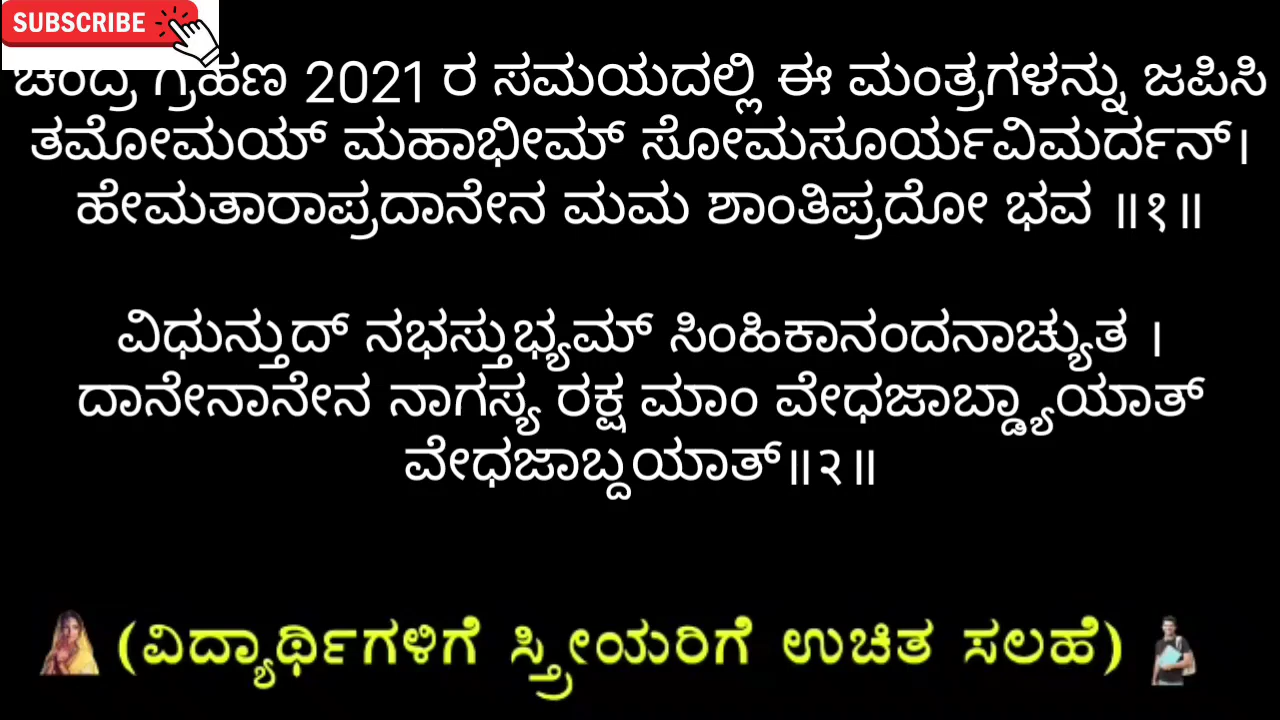 SUBSCRIBE
ಚಂದ್ರ ಗ್ರಹಣ 2021 ರ ಸಮಯದಲ್ಲಿ ಈ ಮಂತ್ರಗಳನ್ನು ಜಪಿಸಿ
ತಮೋಮಯ್ ಮಹಾಭೀಮ್ ಸೋಮಸೂರ್ಯವಿಮರ್ದನ್।
ಹೇಮತಾರಾಪ್ರದಾನೇನ ಮಮ ಶಾಂತಿಪ್ರದೋ ಭವ ॥೧॥
ವಿಧುನ್ತುದ್ ನಭಸ್ತುಭ್ಯಮ್ ಸಿಂಹಿಕಾನಂದನಾಚ್ಯುತ ।
ದಾನೇನಾನೇನ ನಾಗಸ್ಯ ರಕ್ಷ ಮಾಂ ವೇಧಜಾಬ್ಡ್ಯಾಯಾತ್
ವೇಧಜಾಬ್ದಯಾತ್॥೨॥
(ವಿದ್ಯಾರ್ಥಿಗಳಿಗೆ ಸ್ತ್ರೀಯರಿಗೆ ಉಚಿತ ಸಲಹೆ)